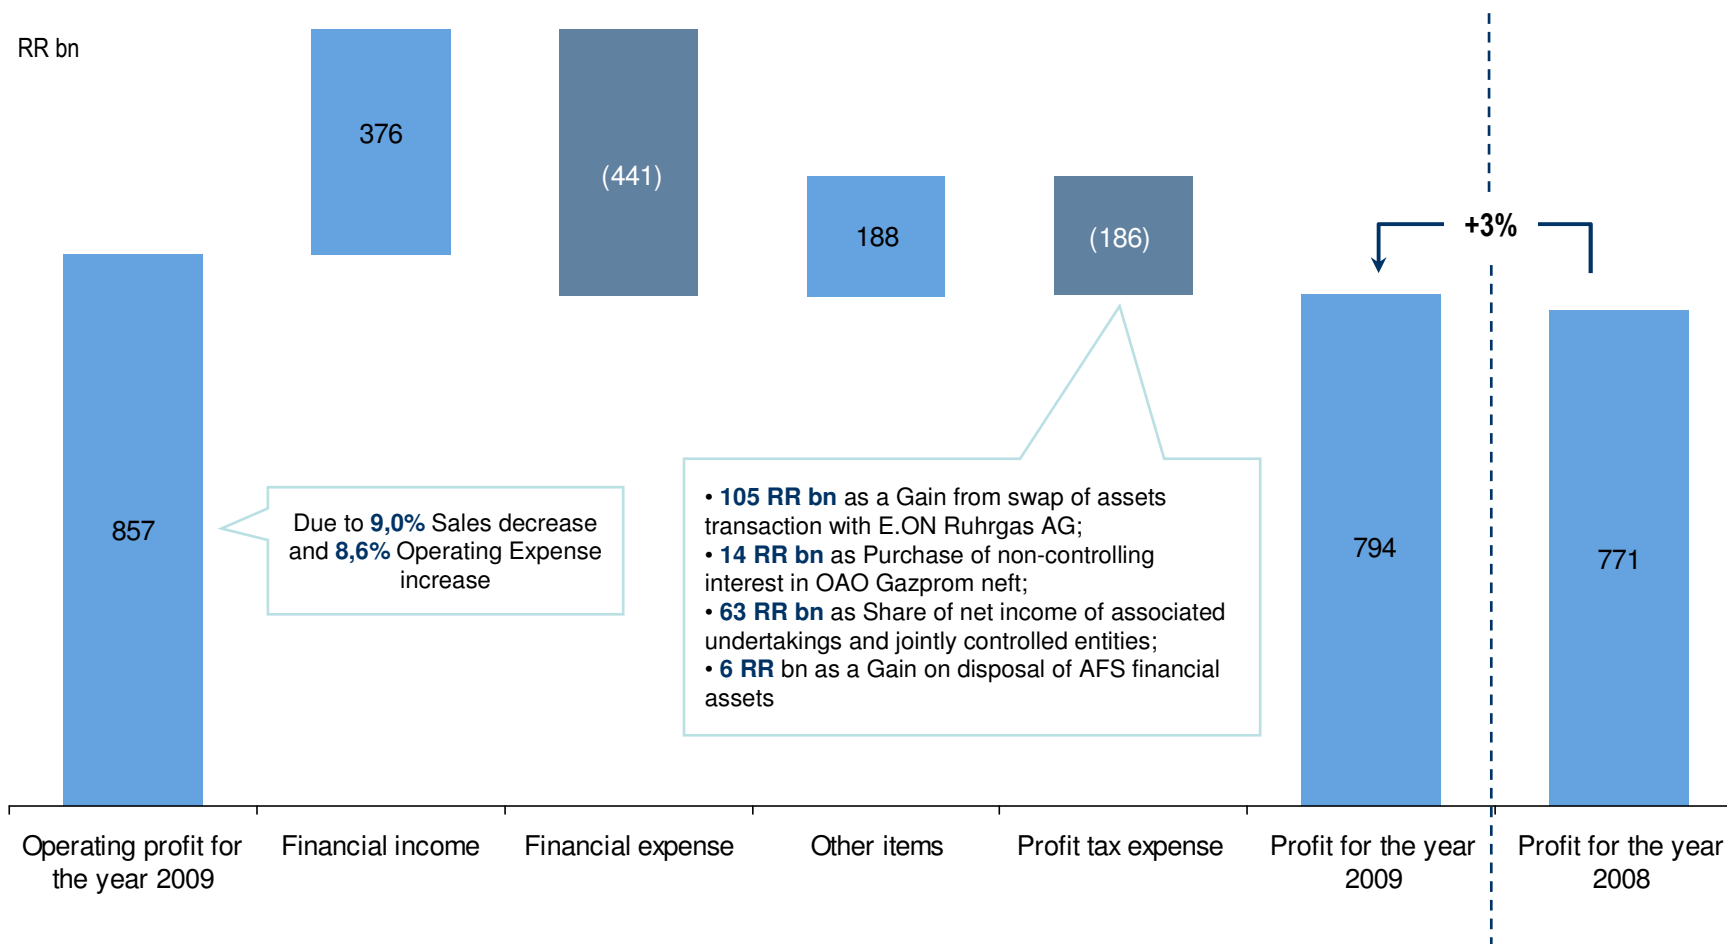 RR bn
376
(441)
188
(186)
+3%
857
Due to 9,0% Sales decrease
and 8,6% Operating Expense
increase
• 105 RR bn as a Gain from swap of assets
transaction with E.ON Ruhrgas AG;
• 14 RR bn as Purchase of non-controlling
interest in OAO Gazprom neft;
• 63 RR bn as Share of net income of associated
undertakings and jointly controlled entities;
• 6 RR bn as a Gain on disposal of AFS financial
assets
794
771
Operating profit for
the year 2009
Financial income
Financial expense
Other items
Profit tax expense
Profit for the year
2009
Profit for the year
2008